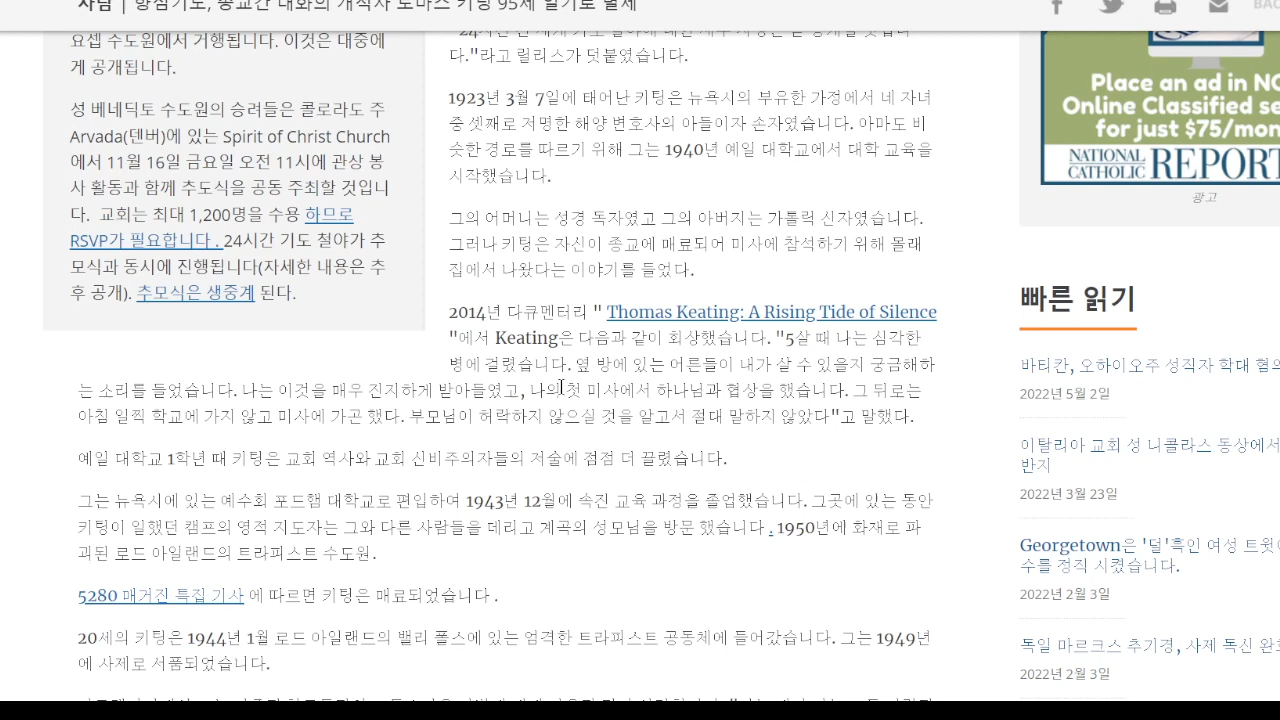 사람 | 향심기도, 종교간 대화의 개척자 토마스 키팅 95세 일기로 별세
요셉 수도원에서 거행됩니다. 이것은 대중에
게 공개됩니다.
성 베네딕토 수도원의 승려들은 콜로라도 주
Arvada(덴버)에 있는 Spirit of Christ Church
에서 11월 16일 금요일 오전 11시에 관상 봉
사 활동과 함께 추도식을 공동 주최할 것입니
다. 교회는 최대 1,200명을 수용 하므로
RSVP가 필요합니다 . 24시간 기도 철야가 추
모식과 동시에 진행됩니다(자세한 내용은 추
후 공개). 추모식은 생중계 된다.
다."라고 릴리스가 덧붙였습니다.
1923년 3월 7일에 태어난 키팅은 뉴욕시의 부유한 가정에서 네 자녀
중 셋째로 저명한 해양 변호사의 아들이자 손자였습니다. 아마도 비
슷한 경로를 따르기 위해 그는 1940년 예일 대학교에서 대학 교육을
시작했습니다.
그의 어머니는 성경 독자였고 그의 아버지는 가톨릭 신자였습니다.
그러나 키팅은 자신이 종교에 매료되어 미사에 참석하기 위해 몰래
집에서 나왔다는 이야기를 들었다.
2014년 다큐멘터리 " Thomas Keating: A Rising Tide of Silence
"에서 Keating은 다음과 같이 회상했습니다. "5살 때 나는 심각한
병에 걸렸습니다. 옆 방에 있는 어른들이 내가 살 수 있을지 궁금해하
는 소리를 들었습니다. 나는 이것을 매우 진지하게 받아들였고, 나의 첫 미사에서 하나님과 협상을 했습니다. 그 뒤로는
아침 일찍 학교에 가지 않고 미사에 가곤 했다. 부모님이 허락하지 않으실 것을 알고서 절대 말하지 않았다"고 말했다.
예일 대학교 1학년 때 키팅은 교회 역사와 교회 신비주의자들의 저술에 점점 더 끌렸습니다.
그는 뉴욕시에 있는 예수회 포드햄 대학교로 편입하여 1943년 12월에 속진 교육 과정을 졸업했습니다. 그곳에 있는 동안
키팅이 일했던 캠프의 영적 지도자는 그와 다른 사람들을 데리고 계곡의 성모님을 방문 했습니다 . 1950년에 화재로 파
괴된 로드 아일랜드의 트라피스트 수도원.
5280 매거진 특집 기사 에 따르면 키팅은 매료되었습니다 .
20세의 키팅은 1944년 1월 로드 아일랜드의 밸리 폴스에 있는 엄격한 트라피스트 공동체에 들어갔습니다. 그는 1949년
에 사제로 서품되었습니다.
Place an ad in NC
Online Classified se
for just $75/mon
NATIONAL CATHOLIC REPORT
광고
빠른 읽기
바티칸, 오하이오주 성직자 학대 혐의
2022년 5월 2일
이탈리아 교회 성 니콜라스 동상에서
반지
2022년 3월 23일
Georgetown은 '덜'흑인 여성 트윗
수를 정직 시켰습니다.
2022년 2월 3일
독일 마르크스 추기경, 사제 독신 완
2022년 2월 3일